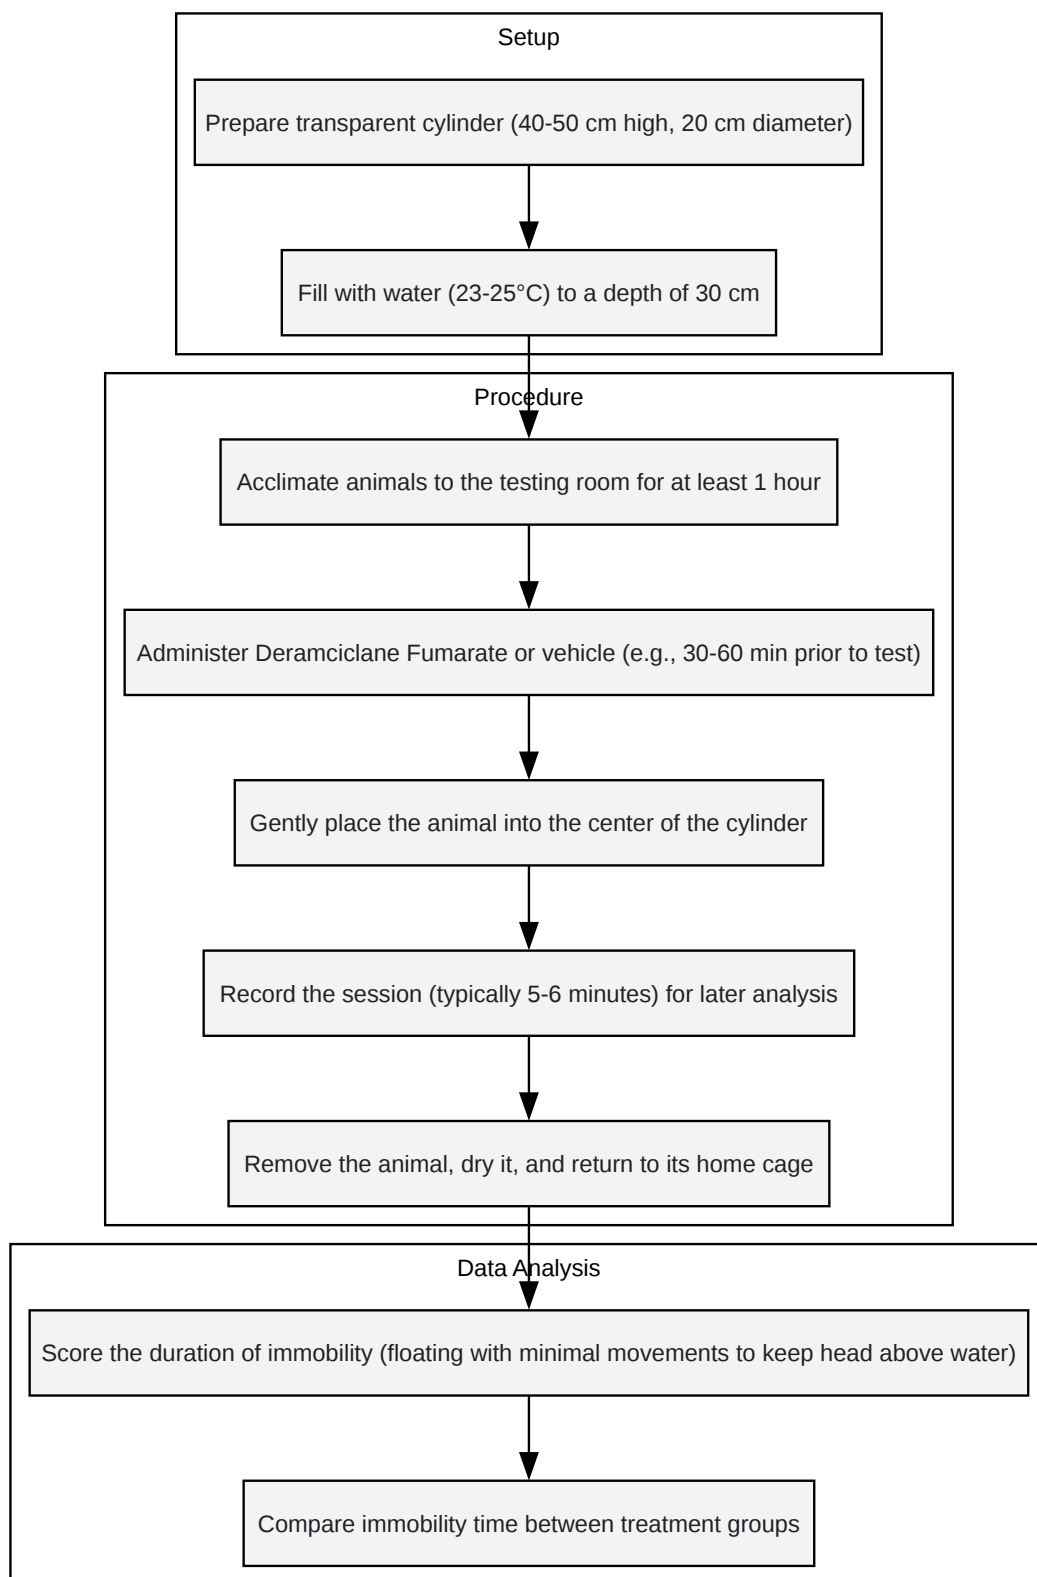 Setup
Prepare transparent cylinder (40-50 cm high, 20 cm diameter)
Fill with water (23-25°C) to a depth of 30 cm
Procedure
Acclimate animals to the testing room for at least 1 hour
Administer Deramciclane Fumarate or vehicle (e.g., 30-60 min prior to test)
Gently place the animal into the center of the cylinder
Record the session (typically 5-6 minutes) for later analysis
Remove the animal, dry it, and return to its home cage
Data Analysis
Score the duration of immobility (floating with minimal movements to keep head above water)
Compare immobility time between treatment groups